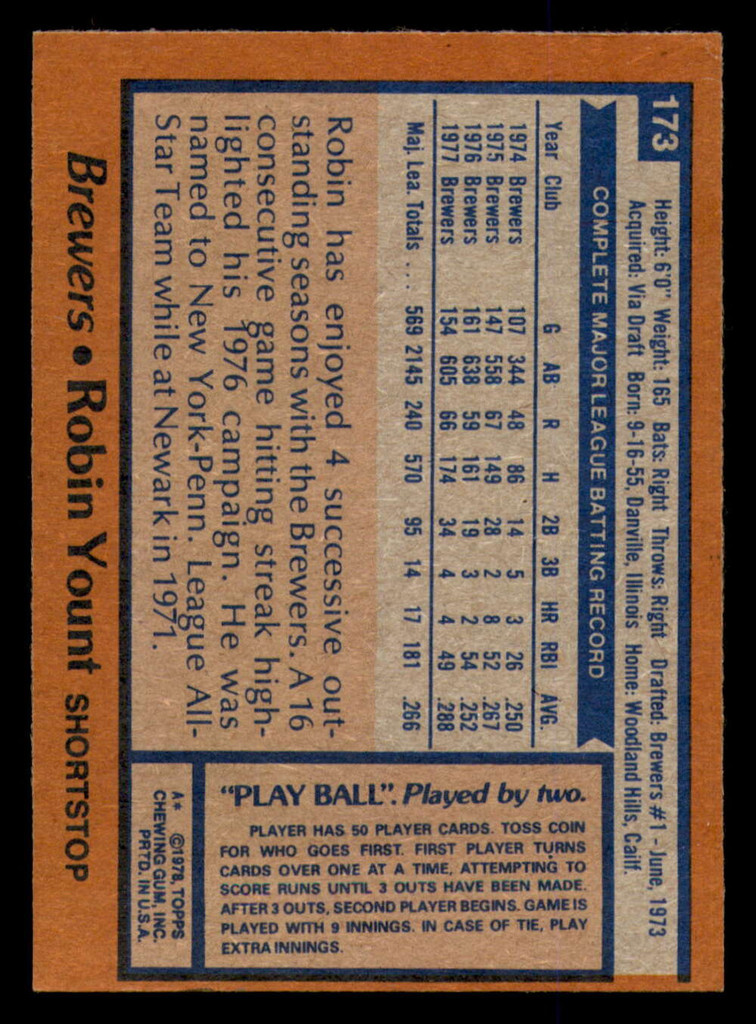 173
Height: 6'0" Weight: 165 Bats: Right Throws: Right Drafted: Brewers #1 - June, 1973
Acquired: Via Draft Born: 9-16-55, Danville, Illinois Home: Woodland Hills, Cailf.
COMPLETE MAJOR LEAGUE BATTING RECORD
Year Club G AB R H 2B 3B HR RBI AVG.
1974 Brewers 107 344 48 86 14 5 3 26 .250
1975 Brewers 147 558 67 149 28 2 8 52 .267
1976 Brewers 161 638 59 161 19 3 2 54 .252
1977 Brewers 154 605 66 174 34 4 4 49 .288
Maj. Lea. Totals .... 569 2145 240 570 95 14 17 181 .266
Robin has enjoyed 4 successive out-
standing seasons with the Brewers. A 16
consecutive game hitting streak high-
lighted his 1976 campaign. He was
named to New York-Penn. League All-
Star Team while at Newark in 1971.
"PLAY BALL". Played by two.
PLAYER HAS 50 PLAYER CARDS. TOSS COIN
FOR WHO GOES FIRST. FIRST PLAYER TURNS
CARDS OVER ONE AT A TIME, ATTEMPTING TO
SCORE RUNS UNTIL 3 OUTS HAVE BEEN MADE.
AFTER 3 OUTS, SECOND PLAYER BEGINS. GAME IS
PLAYED WITH 9 INNINGS. IN CASE OF TIE, PLAY
EXTRA INNINGS.
A* ©1978, TOPPS
CHEWING GUM, INC.
PRTD. IN U.S.A.
Brewers • Robin Yount SHORTSTOP